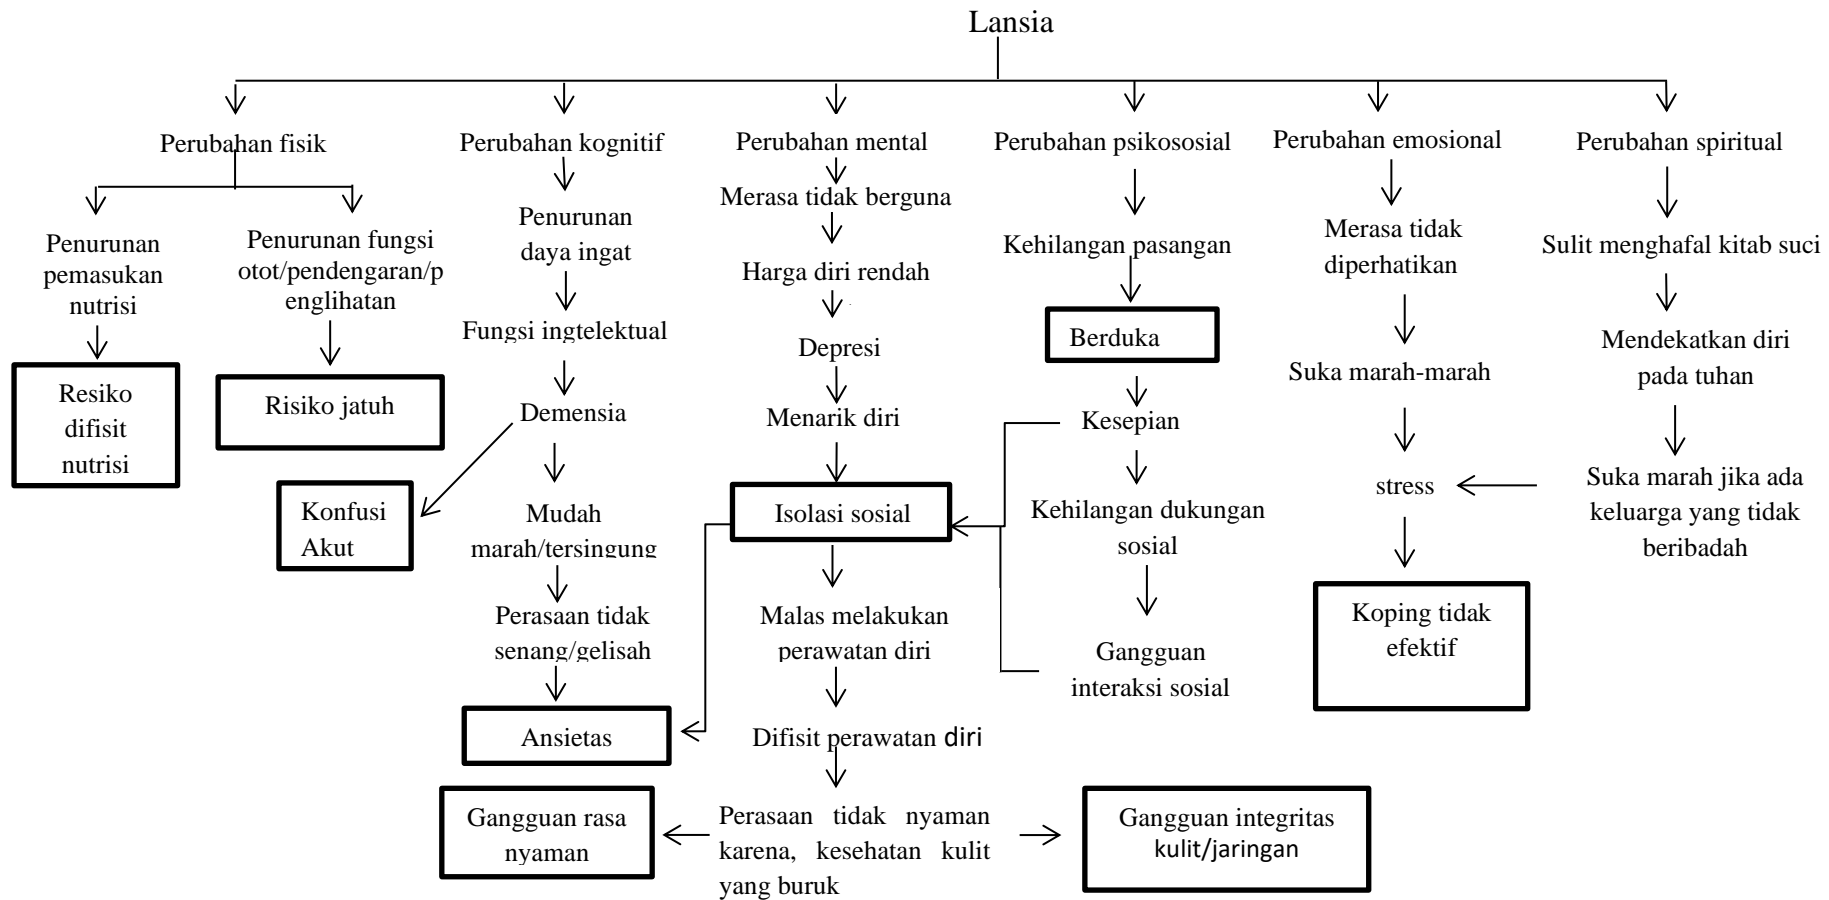 Lansia
Perubahan fisik
Perubahan kognitif
Perubahan mental
Perubahan psikososial
Perubahan emosional
Perubahan spiritual
Penurunan
pemasukan
nutrisi
Resiko
difisit
nutrisi
Penurunan fungsi
otot/pendengaran/p
englihatan
Risiko jatuh
Penurunan
daya ingat
Fungsi ingtelektual
Demensia
Konfusi
Akut
Mudah
marah/tersingung
Perasaan tidak
senang/gelisah
Ansietas
Merasa tidak berguna
Harga diri rendah
Depresi
Menarik diri
Isolasi sosial
Malas melakukan
perawatan diri
Difisit perawatan diri
Perasaan tidak nyaman
karena, kesehatan kulit
yang buruk
Gangguan rasa
nyaman
Gangguan integritas
kulit/jaringan
Kehilangan pasangan
Berduka
Kesepian
Kehilangan dukungan
sosial
Gangguan
interaksi sosial
Merasa tidak
diperhatikan
Suka marah-marah
stress
Koping tidak
efektif
Sulit menghafal kitab suci
Mendekatkan diri
pada tuhan
Suka marah jika ada
keluarga yang tidak
beribadah